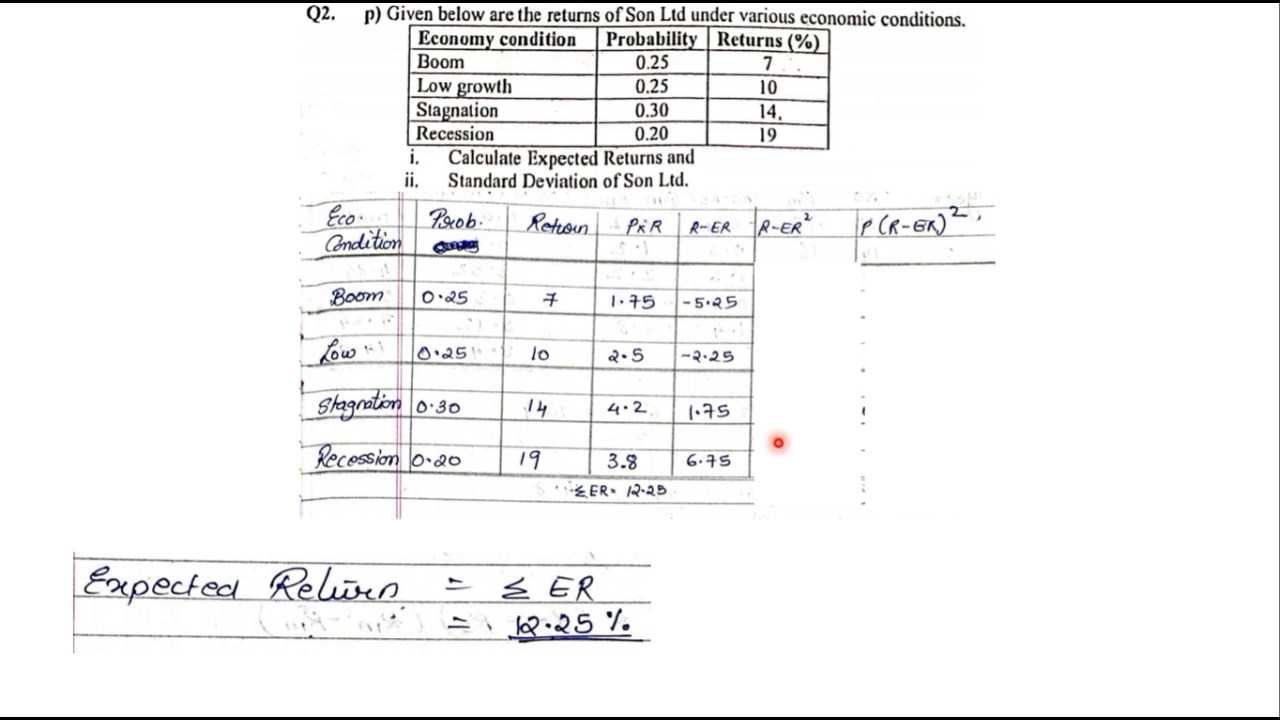 Q2. p) Given below are the returns of Son Ltd under various economic conditions.
Economy condition Probability Returns (%)
Boom 0.25 7
Low growth 0.25 10
Stagnation 0.30 14.
Recession 0.20 19
i. Calculate Expected Returns and
ii. Standard Deviation of Son Ltd.
Eco. Prob. Return P×R R-ER R-ER² P(R-ER)²
Condition
Boom 0.25 7 1.75 -5.25
Low 0.25 10 2.5 -2.25
Stagnation 0.30 14 4.2 1.75
Recession 0.20 19 3.8 6.75
ΣER= 12.25
Expected Return = Σ ER
= 12.25 %